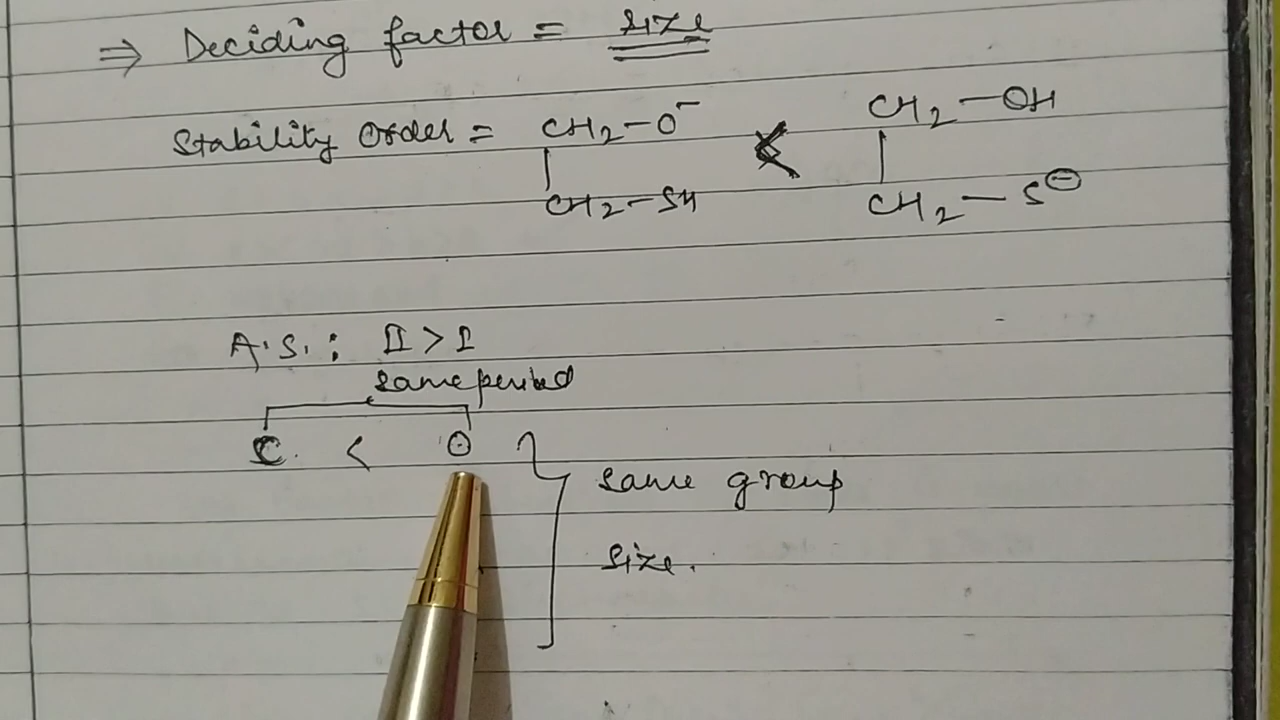 ⇒ Deciding factor = size
Stability Order = CH2-O⁻ < CH2-OH
CH2-SH CH2-S⊖
A.S.: II > I
same period
C < O
same group
size.